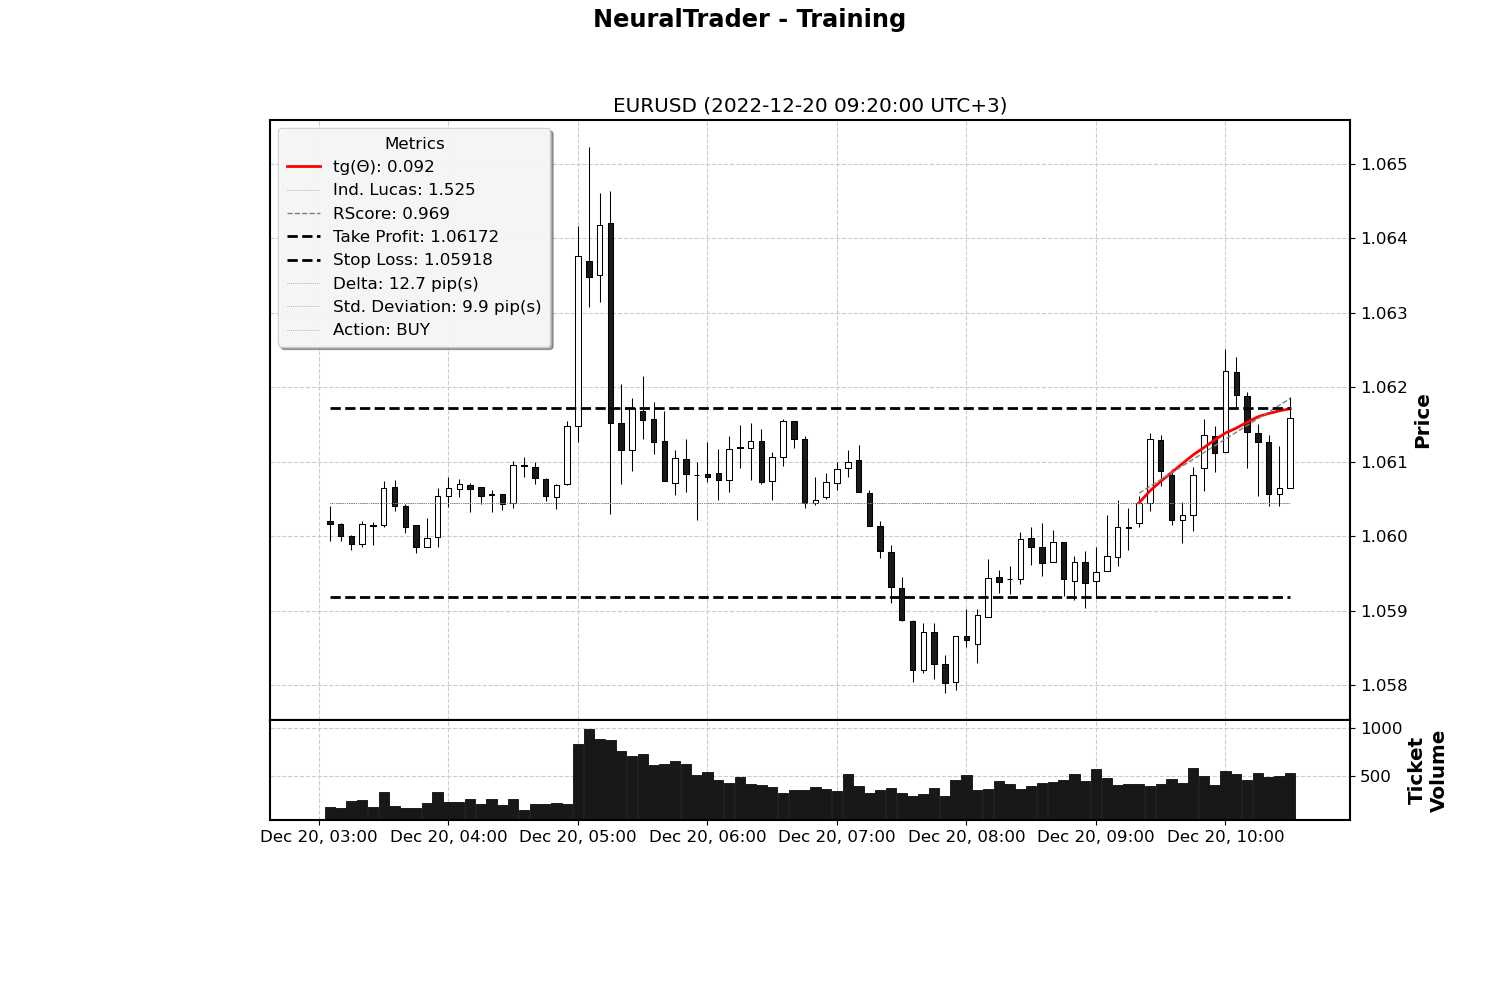 NeuralTrader - Training
EURUSD (2022-12-20 09:20:00 UTC+3)
Metrics
tg(Θ): 0.092
Ind. Lucas: 1.525
RScore: 0.969
Take Profit: 1.06172
Stop Loss: 1.05918
Delta: 12.7 pip(s)
Std. Deviation: 9.9 pip(s)
Action: BUY
1.065
1.064
1.063
1.062
1.061
1.060
1.059
1.058
Price
1000
500
Ticket
Volume
Dec 20, 03:00 Dec 20, 04:00 Dec 20, 05:00 Dec 20, 06:00 Dec 20, 07:00 Dec 20, 08:00 Dec 20, 09:00 Dec 20, 10:00